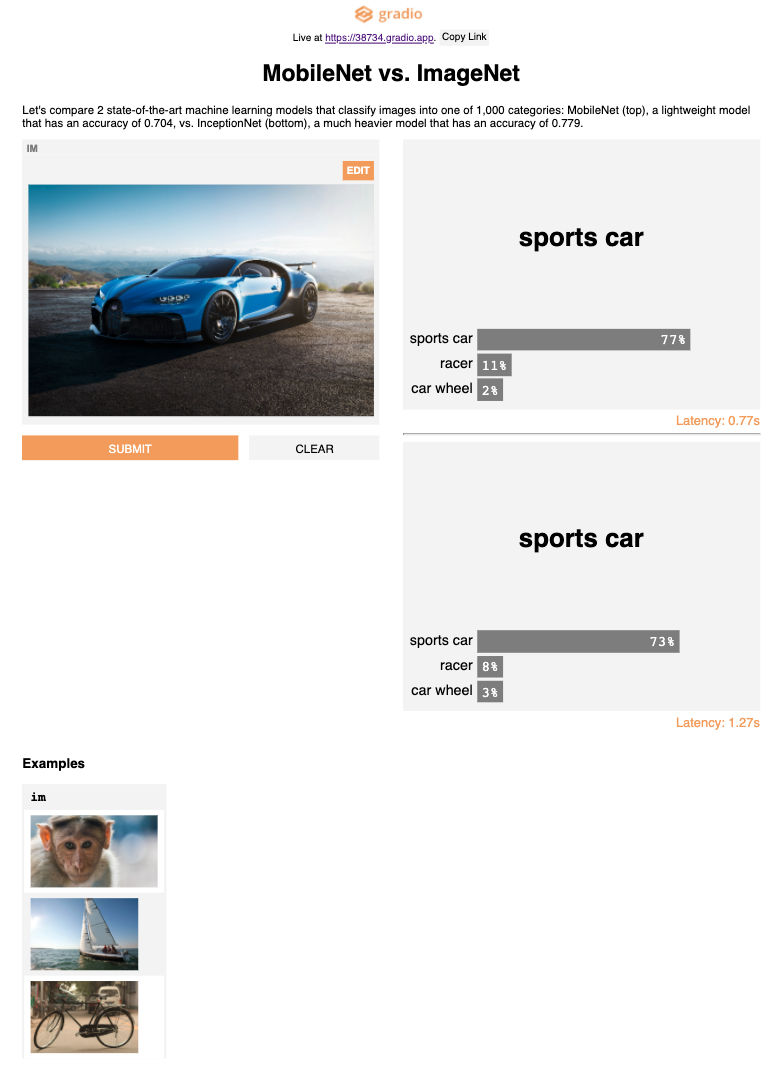 gradio
Live at https://38734.gradio.app. Copy Link
MobileNet vs. ImageNet
Let's compare 2 state-of-the-art machine learning models that classify images into one of 1,000 categories: MobileNet (top), a lightweight model
that has an accuracy of 0.704, vs. InceptionNet (bottom), a much heavier model that has an accuracy of 0.779.
IM
EDIT
SUBMIT
CLEAR
sports car
sports car 77%
racer 11%
car wheel 2%
Latency: 0.77s
sports car
sports car 73%
racer 8%
car wheel 3%
Latency: 1.27s
Examples
im